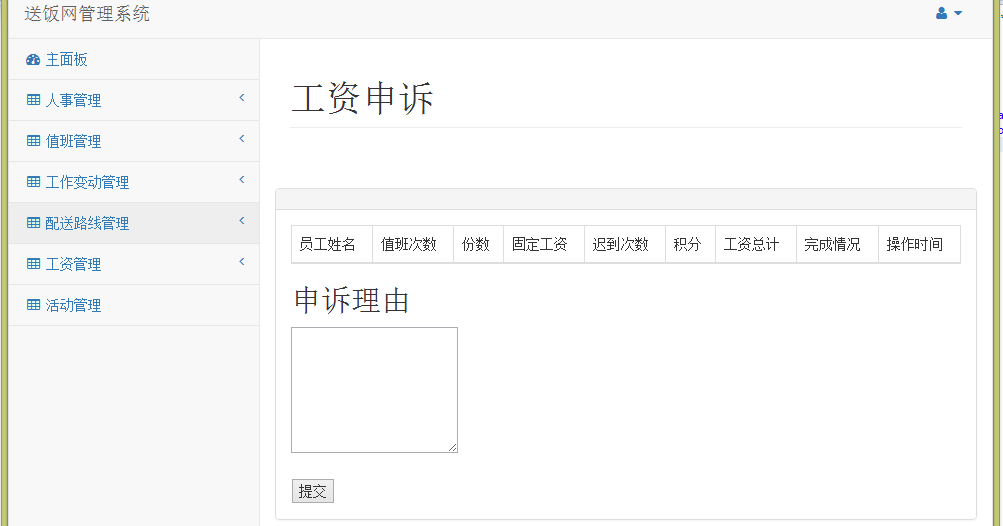 送饭网管理系统
主面板
人事管理
值班管理
工作变动管理
配送路线管理
工资管理
活动管理
工资申诉
员工姓名 值班次数 份数 固定工资 迟到次数 积分 工资总计 完成情况 操作时间
申诉理由
提交